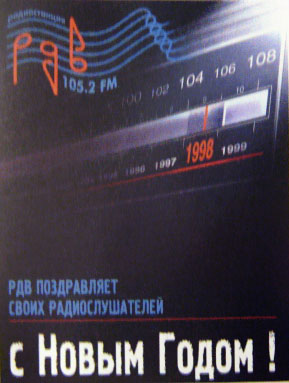 радиостанция
РДВ
105.2 FM
100 102 104 106 108
10
1996 1997 1998 1999
РДВ ПОЗДРАВЛЯЕТ
СВОИХ РАДИОСЛУШАТЕЛЕЙ
с Новым Годом !